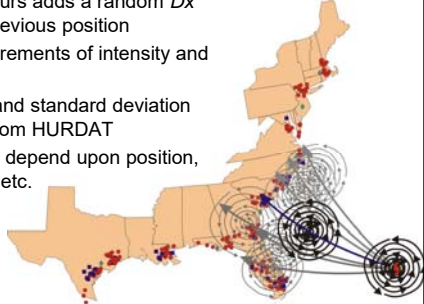 urs adds a random Dx
evious position
rements of intensity and
and standard deviation
om HURDAT
depend upon position,
etc.